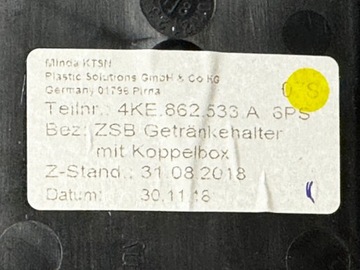 Minda KTSN
Plastic Solutions GmbH & Co KG
Germany 01796 Pirna
Teilnr.: 4KE.862.533.A 6PS
Bez: ZSB Getränkehalter
mit Koppelbox
Z-Stand : 31.08.2018
Datum: 30.11.18